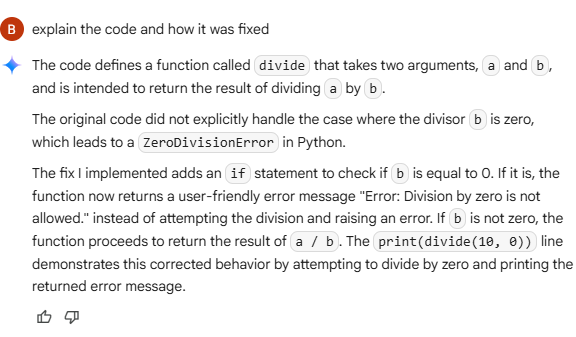 B explain the code and how it was fixed
The code defines a function called divide that takes two arguments, a and b,
and is intended to return the result of dividing a by b.
The original code did not explicitly handle the case where the divisor b is zero,
which leads to a ZeroDivisionError in Python.
The fix I implemented adds an if statement to check if b is equal to 0. If it is, the
function now returns a user-friendly error message "Error: Division by zero is not
allowed." instead of attempting the division and raising an error. If b is not zero, the
function proceeds to return the result of a / b. The print(divide(10, 0)) line
demonstrates this corrected behavior by attempting to divide by zero and printing the
returned error message.